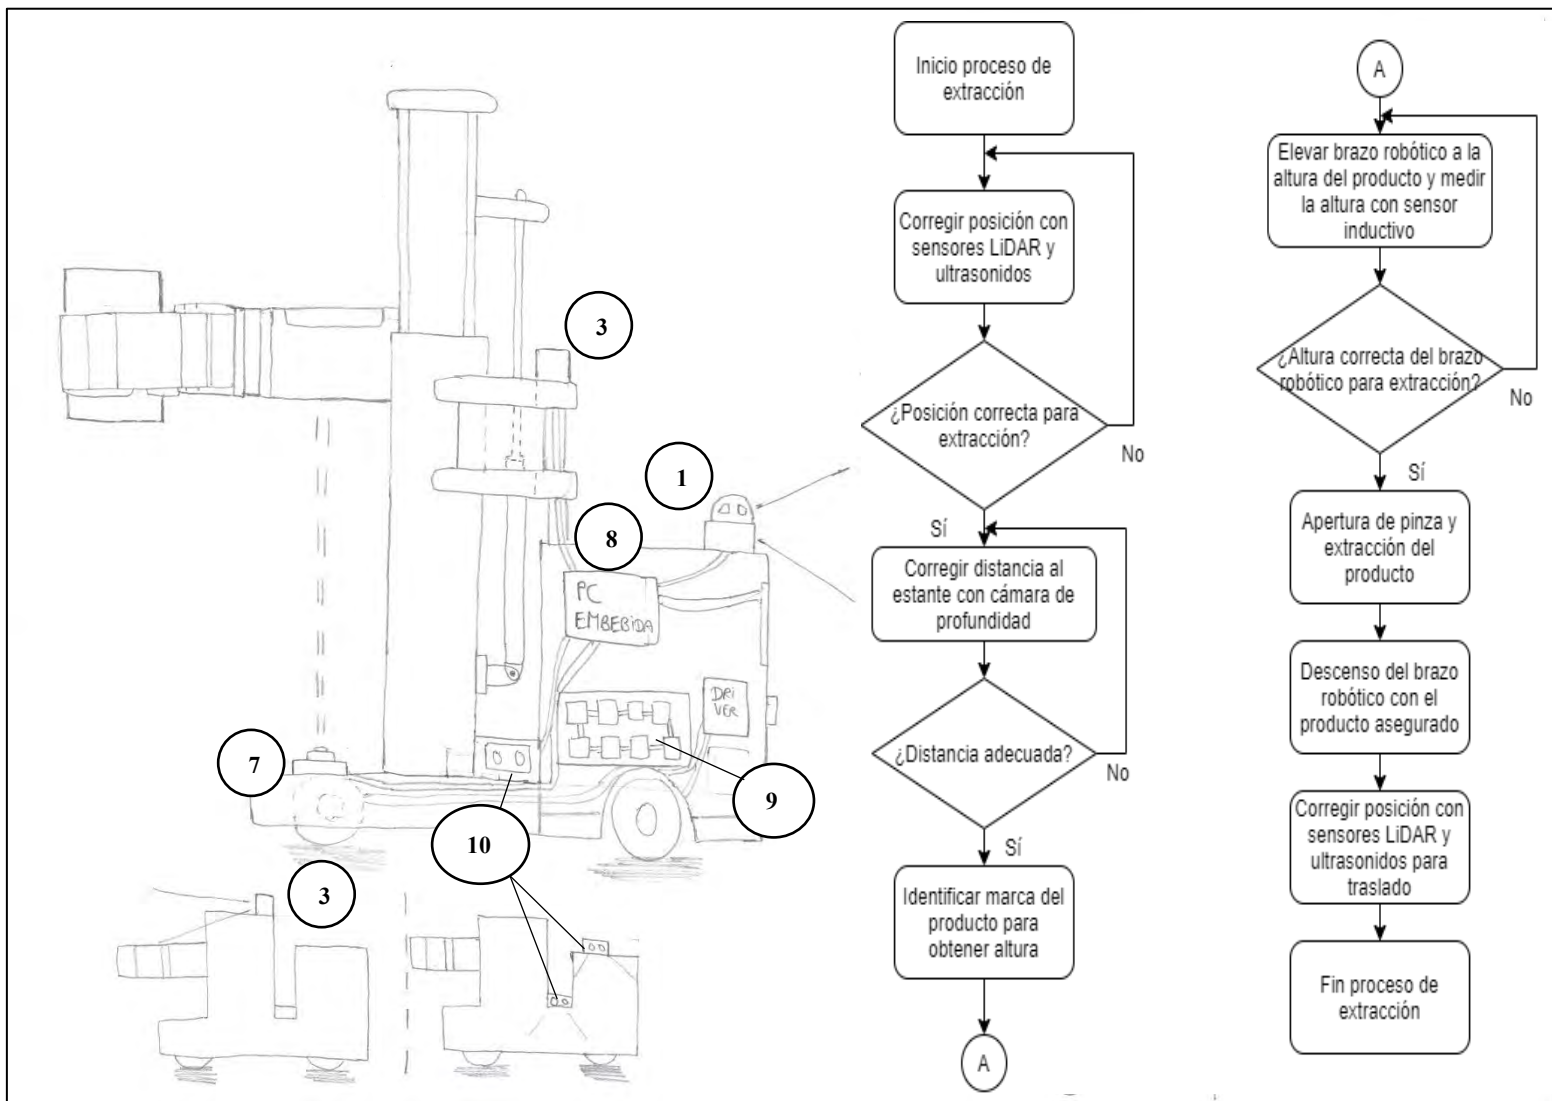 3
1
8
PC
EMBEBIDA
DRI
VER
7
9
10
3
Inicio proceso de
extracción
Corregir posición con
sensores LiDAR y
ultrasonidos
¿Posición correcta para
extracción?
No
Sí
Corregir distancia al
estante con cámara de
profundidad
¿Distancia adecuada?
No
Sí
Identificar marca del
producto para
obtener altura
A
A
Elevar brazo robótico a la
altura del producto y medir
la altura con sensor
inductivo
¿Altura correcta del brazo
robótico para extracción?
No
Sí
Apertura de pinza y
extracción del
producto
Descenso del brazo
robótico con el
producto asegurado
Corregir posición con
sensores LiDAR y
ultrasonidos para
traslado
Fin proceso de
extracción